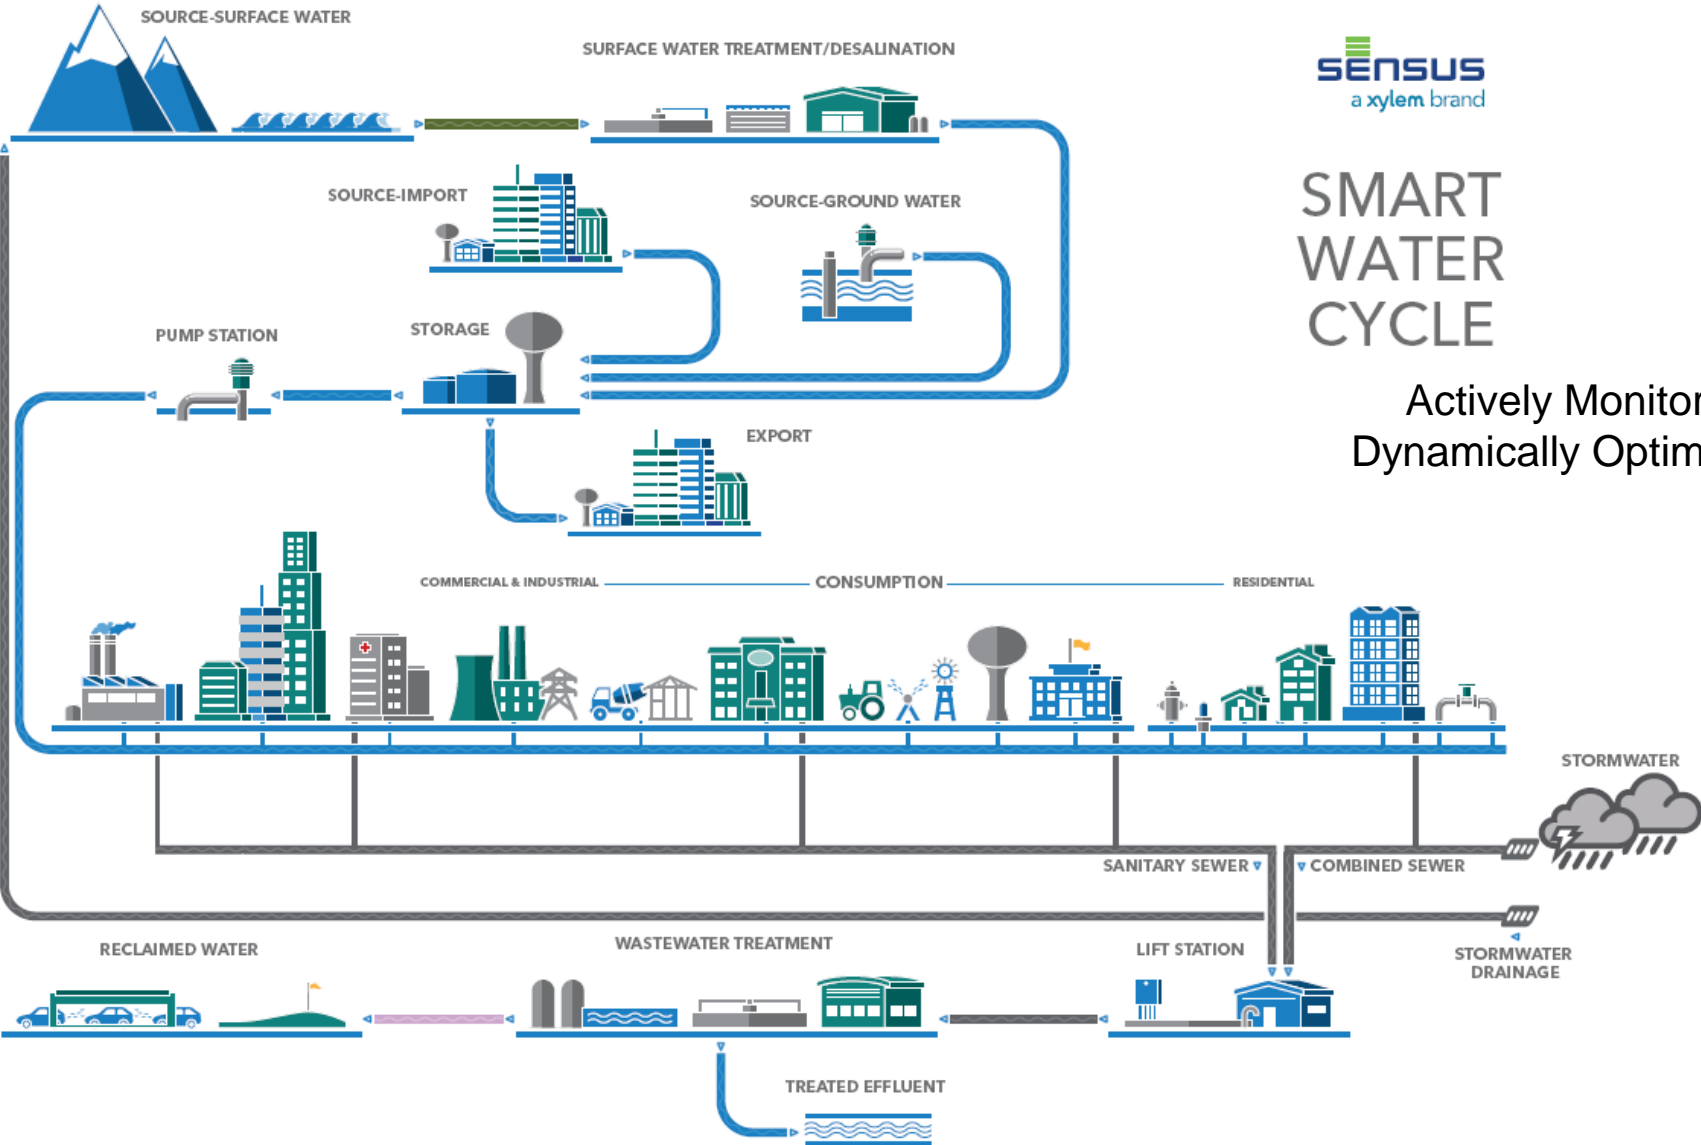 SOURCE-SURFACE WATER
SURFACE WATER TREATMENT/DESALINATION
sensus
a xylem brand
SMART
WATER
CYCLE
SOURCE-IMPORT
SOURCE-GROUND WATER
PUMP STATION
STORAGE
Actively Monitor
Dynamically Optim
EXPORT
COMMERCIAL & INDUSTRIAL
CONSUMPTION
RESIDENTIAL
STORMWATER
SANITARY SEWER
COMBINED SEWER
RECLAIMED WATER
WASTEWATER TREATMENT
LIFT STATION
STORMWATER
DRAINAGE
TREATED EFFLUENT